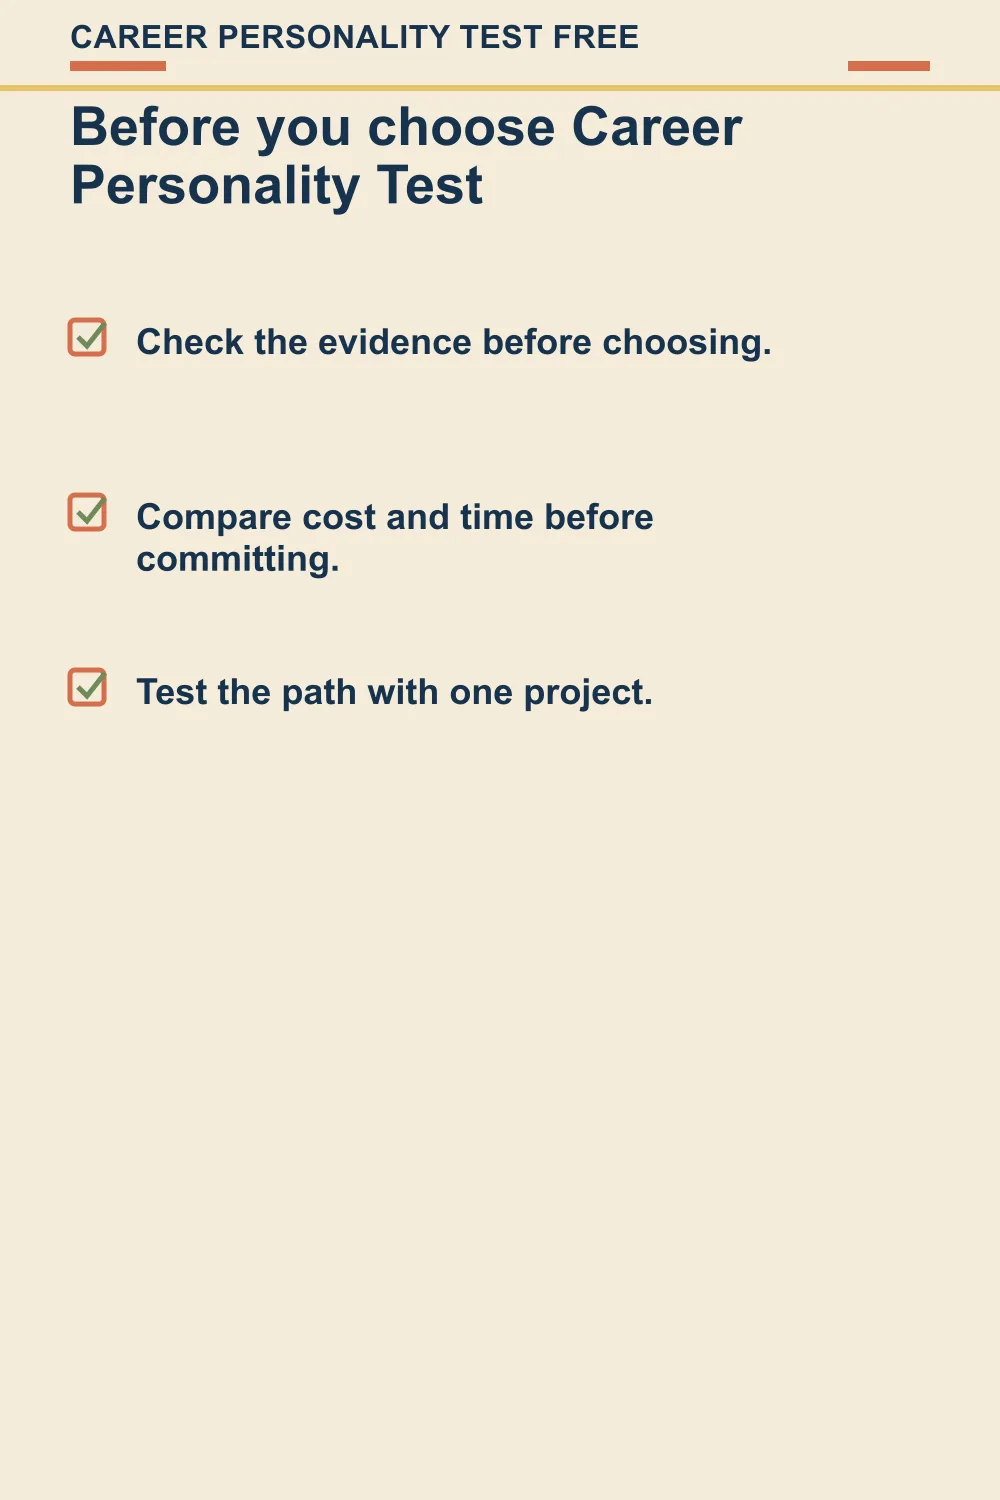 CAREER PERSONALITY TEST FREE
Before you choose Career
Personality Test
Check the evidence before choosing.
Compare cost and time before
committing.
Test the path with one project.